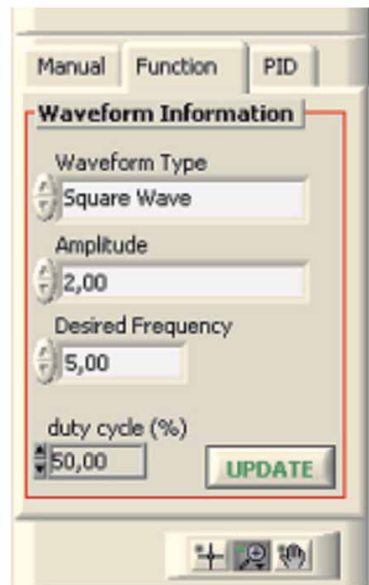 Manual Function PID
Waveform Information
Waveform Type
Square Wave
Amplitude
2,00
Desired Frequency
5,00
duty cycle (%)
50,00 UPDATE